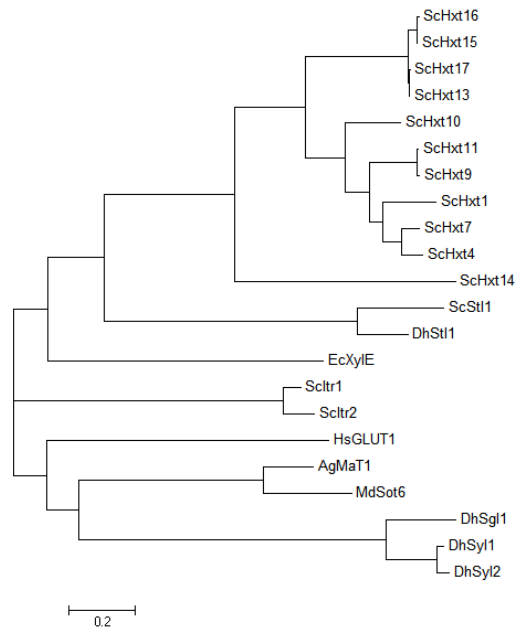 ScHxt16
ScHxt15
ScHxt17
ScHxt13
ScHxt10
ScHxt11
ScHxt9
ScHxt1
ScHxt7
ScHxt4
ScHxt14
ScStl1
DhStl1
EcXylE
ScItr1
ScItr2
HsGLUT1
AgMaT1
MdSot6
DhSgl1
DhSyl1
DhSyl2
0.2